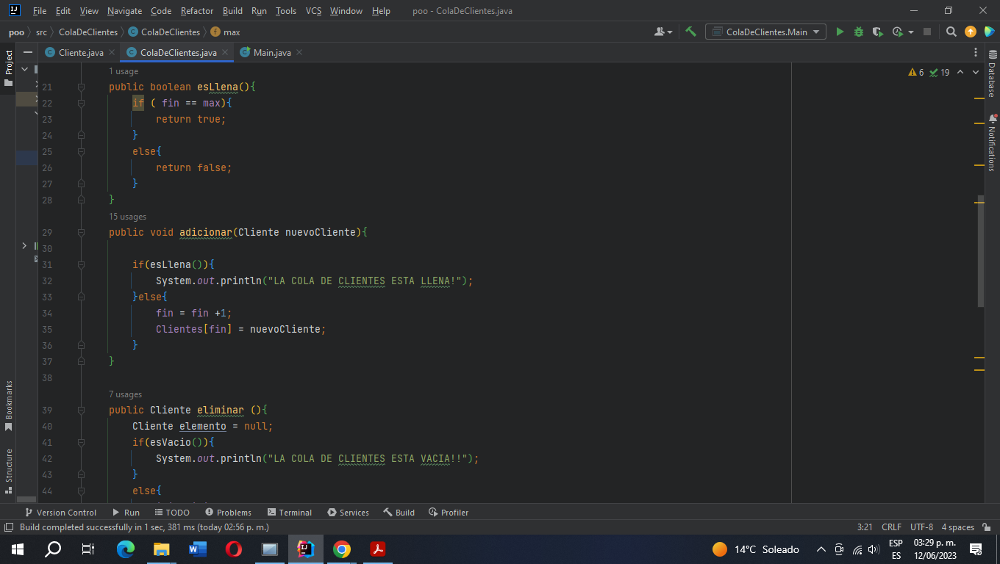 File Edit View Navigate Code Refactor Build Run Tools VCS Window Help poo - ColaDeClientes.java
poo src ColaDeClientes ColaDeClientes max ColaDeClientes.Main
Cliente.java ColaDeClientes.java Main.java
Project
Bookmarks
Structure
Database
Notifications
6 19
1 usage
21 public boolean esLlena(){
22 if ( fin == max){
23 return true;
24 }
25 else{
26 return false;
27 }
28 }
15 usages
29 public void adicionar(Cliente nuevoCliente){
30
31 if(esLlena()){
32 System.out.println("LA COLA DE CLIENTES ESTA LLENA!");
33 }else{
34 fin = fin +1;
35 Clientes[fin] = nuevoCliente;
36 }
37 }
38
7 usages
39 public Cliente eliminar (){
40 Cliente elemento = null;
41 if(esVacio()){
42 System.out.println("LA COLA DE CLIENTES ESTA VACIA!!");
43 }
44 else{
Version Control Run TODO Problems Terminal Services Build Profiler
Build completed successfully in 1 sec, 381 ms (today 02:56 p. m.) 3:21 CRLF UTF-8 4 spaces
14°C Soleado ESP 03:29 p. m.
ES 12/06/2023